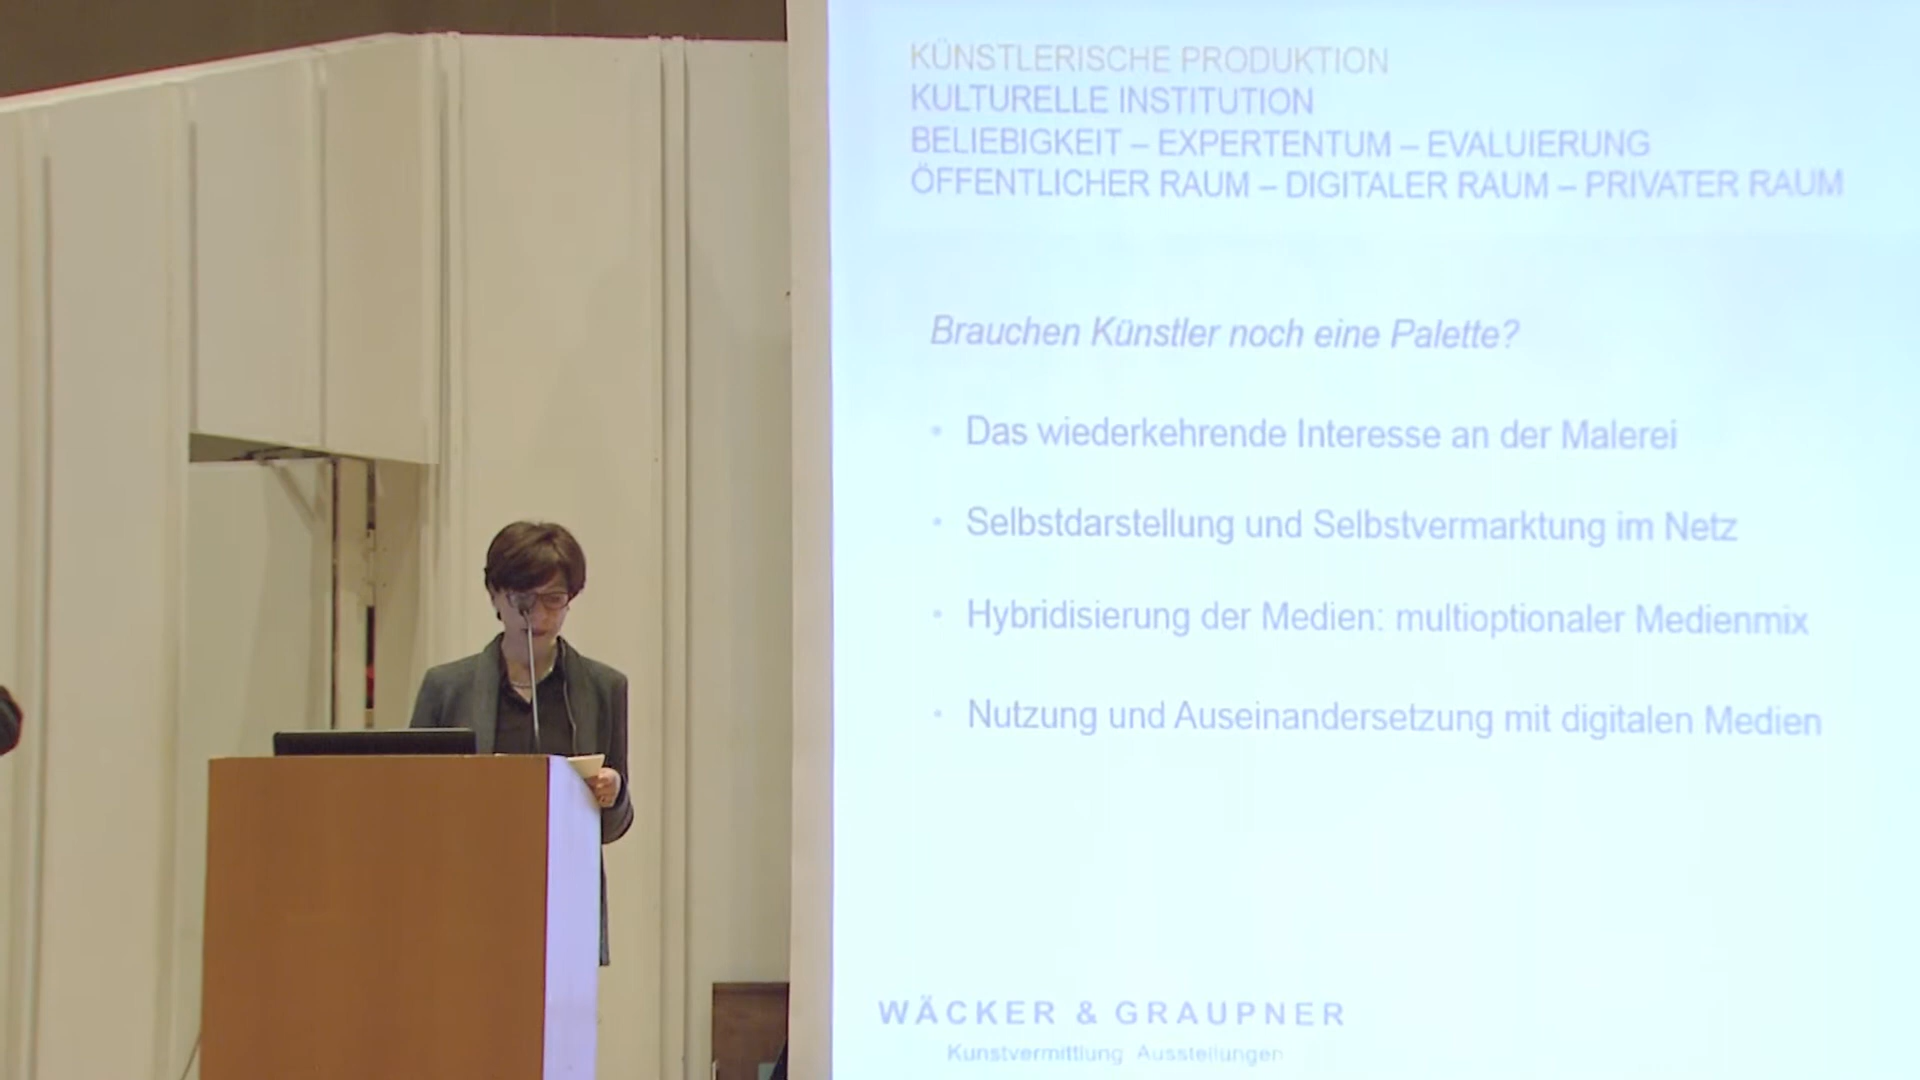 KÜNSTLERISCHE PRODUKTION
KULTURELLE INSTITUTION
BELIEBIGKEIT – EXPERTENTUM – EVALUIERUNG
ÖFFENTLICHER RAUM – DIGITALER RAUM – PRIVATER RAUM
Brauchen Künstler noch eine Palette?
• Das wiederkehrende Interesse an der Malerei
• Selbstdarstellung und Selbstvermarktung im Netz
• Hybridisierung der Medien: multioptionaler Medienmix
• Nutzung und Auseinandersetzung mit digitalen Medien
WÄCKER & GRAUPNER
Kunstvermittlung Ausstellungen